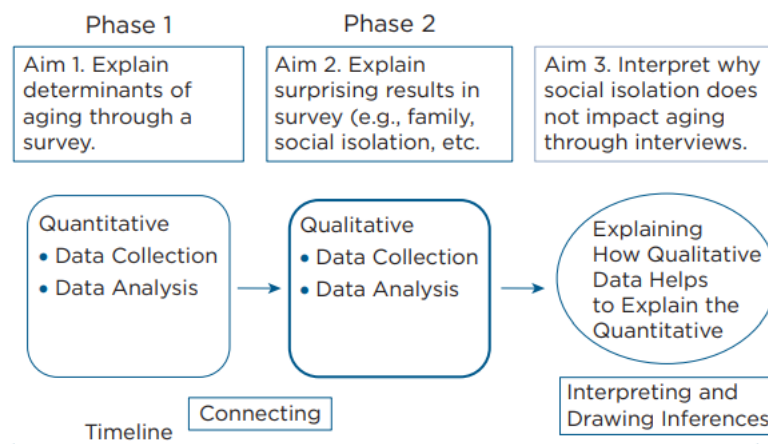 Phase 1
Phase 2
Aim 1. Explain
determinants of
aging through a
survey.
Aim 2. Explain
surprising results in
survey (e.g., family,
social isolation, etc.
Aim 3. Interpret why
social isolation does
not impact aging
through interviews.
Quantitative
• Data Collection
• Data Analysis
Qualitative
• Data Collection
• Data Analysis
Explaining
How Qualitative
Data Helps
to Explain the
Quantitative
Connecting
Timeline
Interpreting and
Drawing Inferences